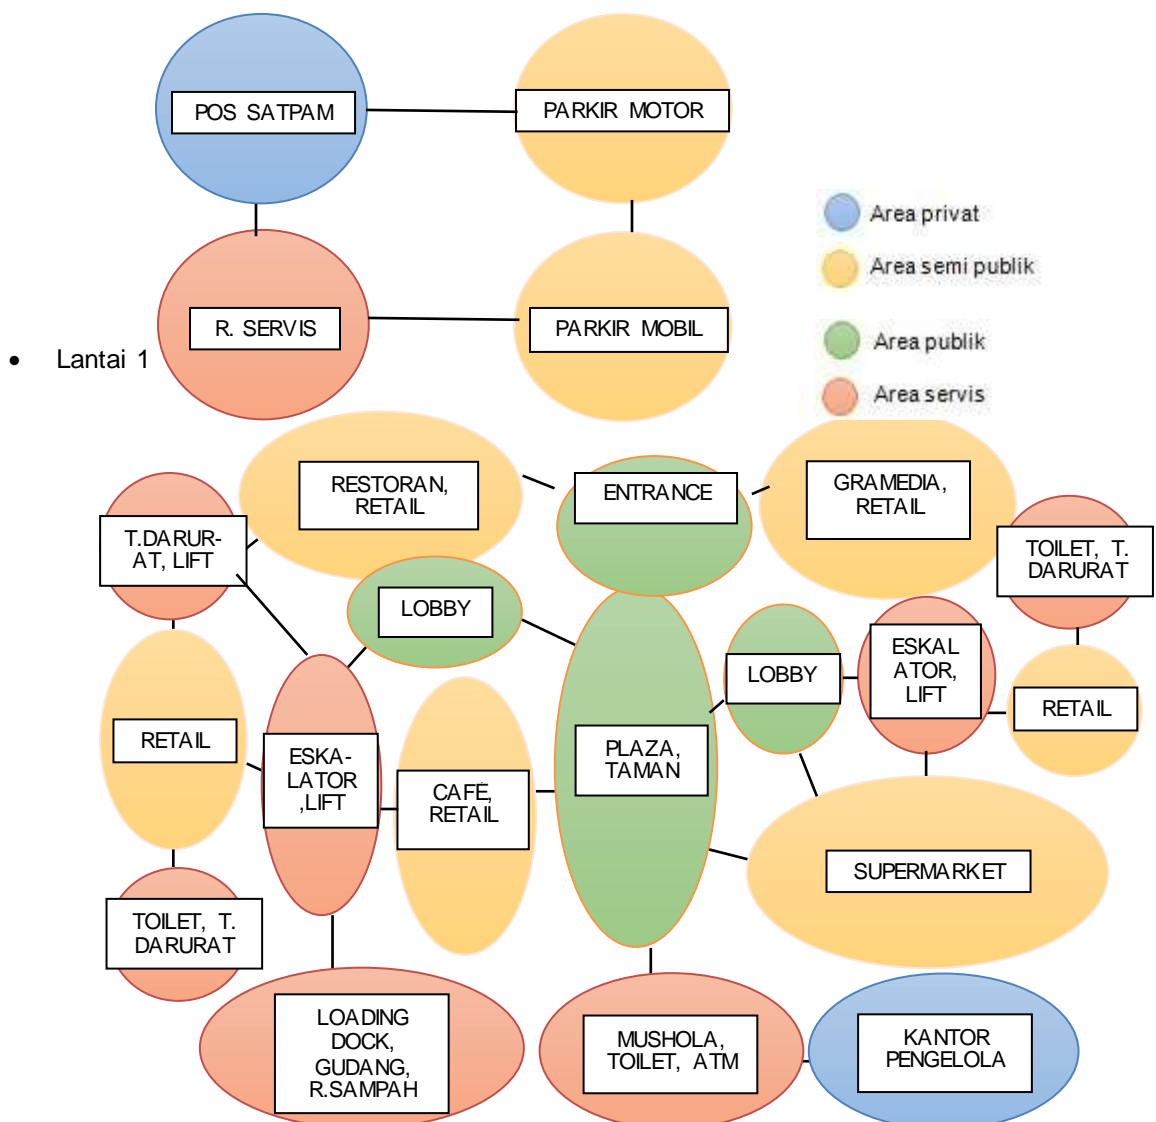 POS SATPAM
PARKIR MOTOR
Area privat
Area semi publik
R. SERVIS
PARKIR MOBIL
Area publik
• Lantai 1
Area servis
RESTORAN,
RETAIL
ENTRANCE
GRAMEDIA,
RETAIL
T.DARUR-
AT, LIFT
TOILET, T.
DARURAT
LOBBY
LOBBY
ESKAL
ATOR,
LIFT
RETAIL
RETAIL
ESKA-
LATOR
,LIFT
CAFÉ,
RETAIL
PLAZA,
TAMAN
SUPERMARKET
TOILET, T.
DARURAT
LOADING
DOCK,
GUDANG,
R.SAMPAH
MUSHOLA,
TOILET, ATM
KANTOR
PENGELOLA